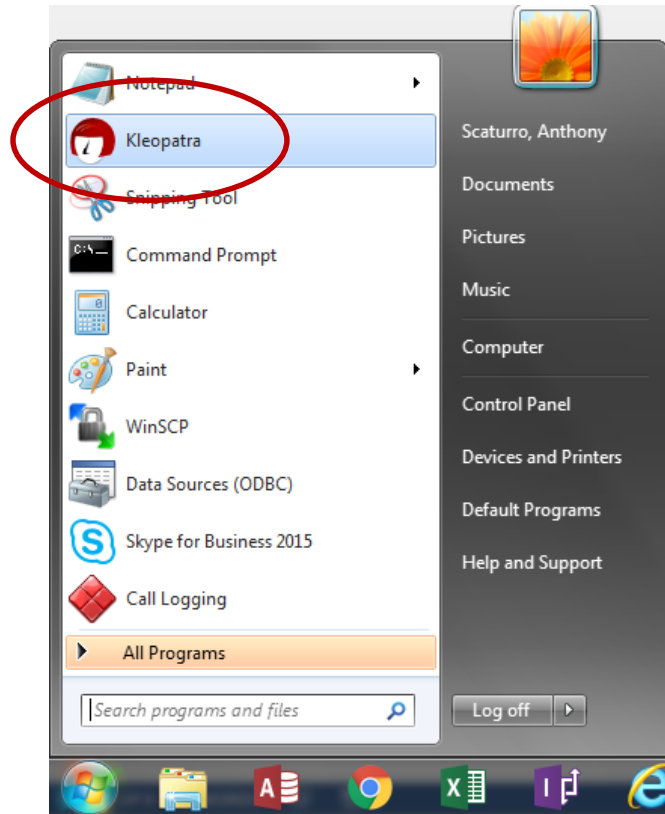 Notepad
Kleopatra
Snipping Tool
Command Prompt
Calculator
Paint
WinSCP
Data Sources (ODBC)
Skype for Business 2015
Call Logging
All Programs
Search programs and files
Scaturro, Anthony
Documents
Pictures
Music
Computer
Control Panel
Devices and Printers
Default Programs
Help and Support
Log off